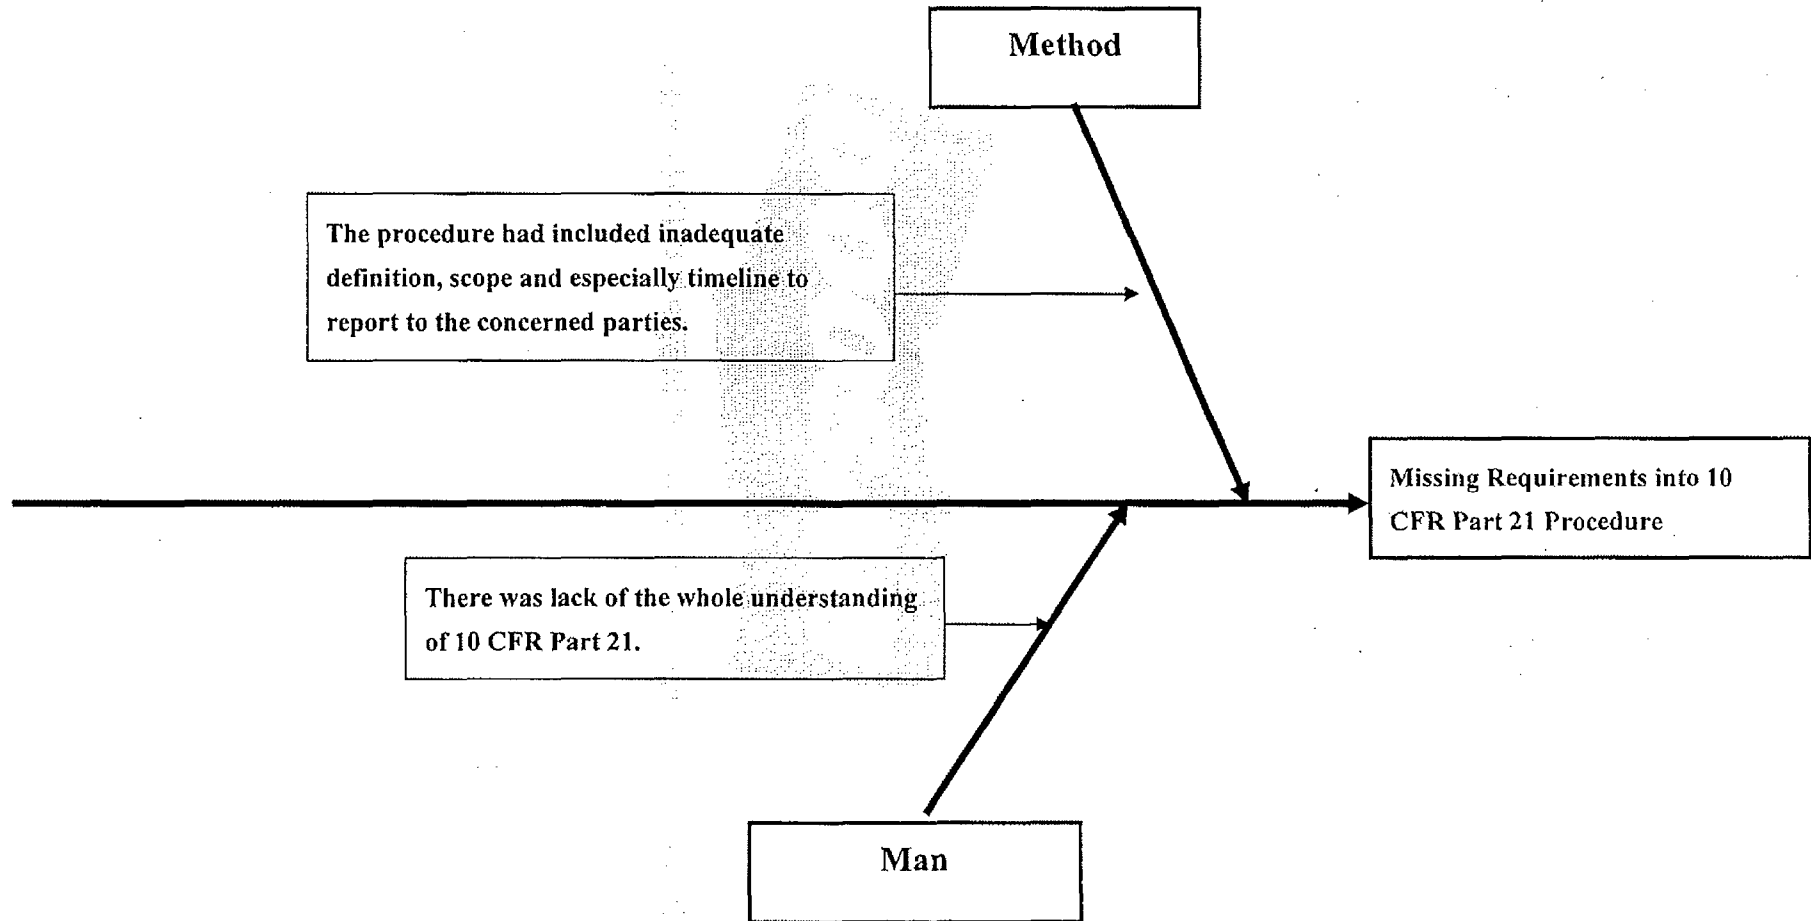 Method
The procedure had included inadequate
definition, scope and especially timeline to
report to the concerned parties.
Missing Requirements into 10
CFR Part 21 Procedure
There was lack of the whole understanding
of 10 CFR Part 21.
Man